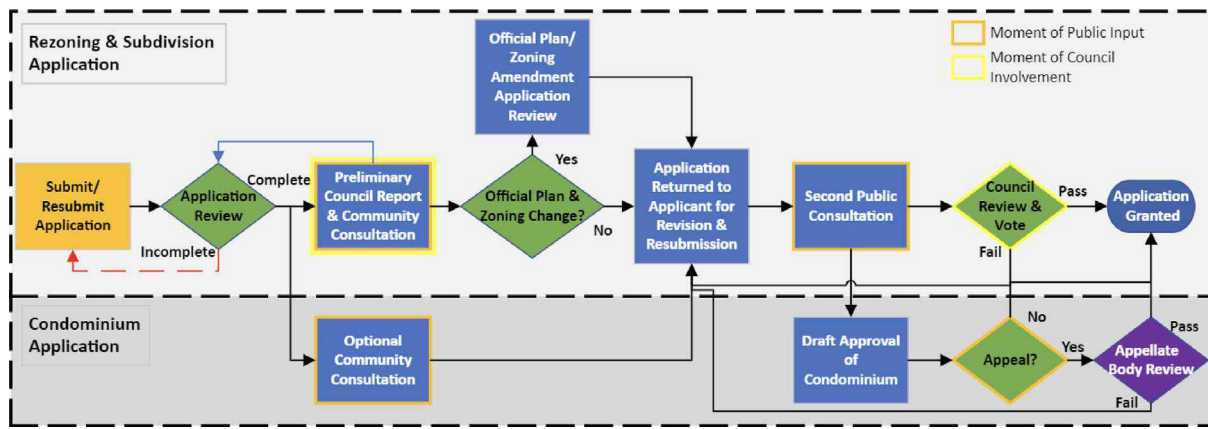 Rezoning & Subdivision
Application
Moment of Public Input
Moment of Council
Involvement
Official Plan/
Zoning
Amendment
Application
Review
Submit/
Resubmit
Application
Application
Review
Complete
Incomplete
Preliminary
Council Report
& Community
Consultation
Official Plan &
Zoning Change?
Yes
No
Application
Returned to
Applicant for
Revision &
Resubmission
Second Public
Consultation
Council
Review &
Vote
Pass
Fail
Application
Granted
Condominium
Application
Optional
Community
Consultation
Draft Approval
of
Condominium
Appeal?
No
Yes
Appellate
Body Review
Pass
Fail